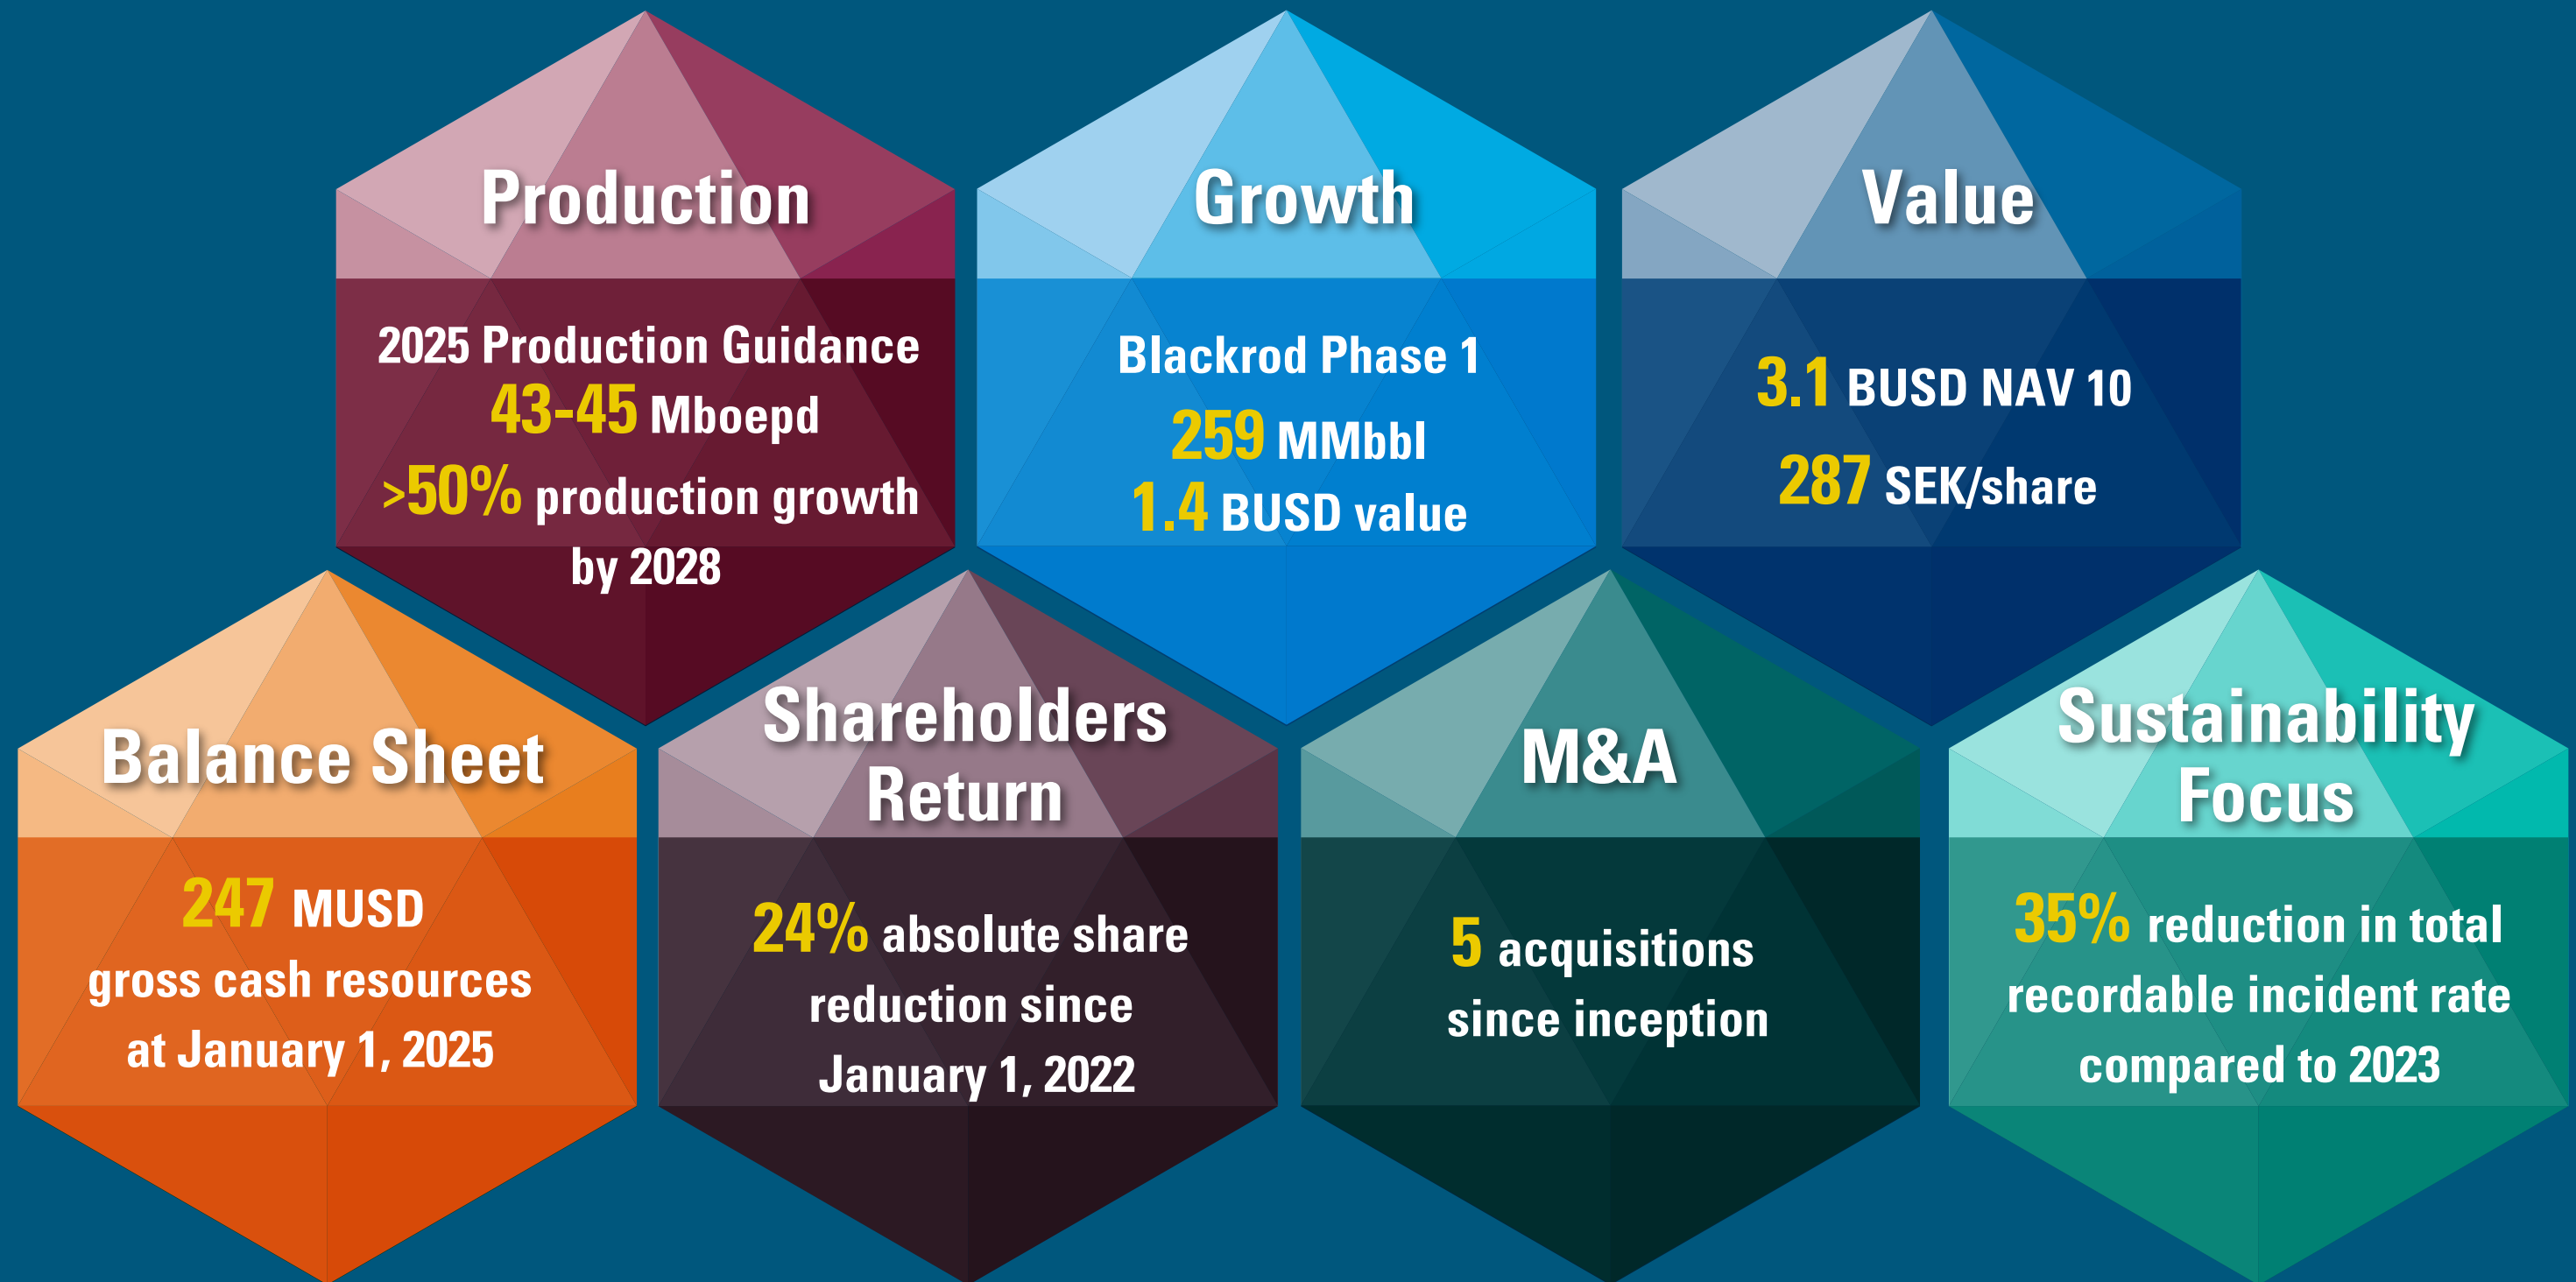 Production
2025 Production Guidance
43-45 Mboepd
>50% production growth
by 2028
Growth
Blackrod Phase 1
259 MMbbl
1.4 BUSD value
Value
3.1 BUSD NAV 10
287 SEK/share
Balance Sheet
247 MUSD
gross cash resources
at January 1, 2025
Shareholders
Return
24% absolute share
reduction since
January 1, 2022
M&A
5 acquisitions
since inception
Sustainability
Focus
35% reduction in total
recordable incident rate
compared to 2023